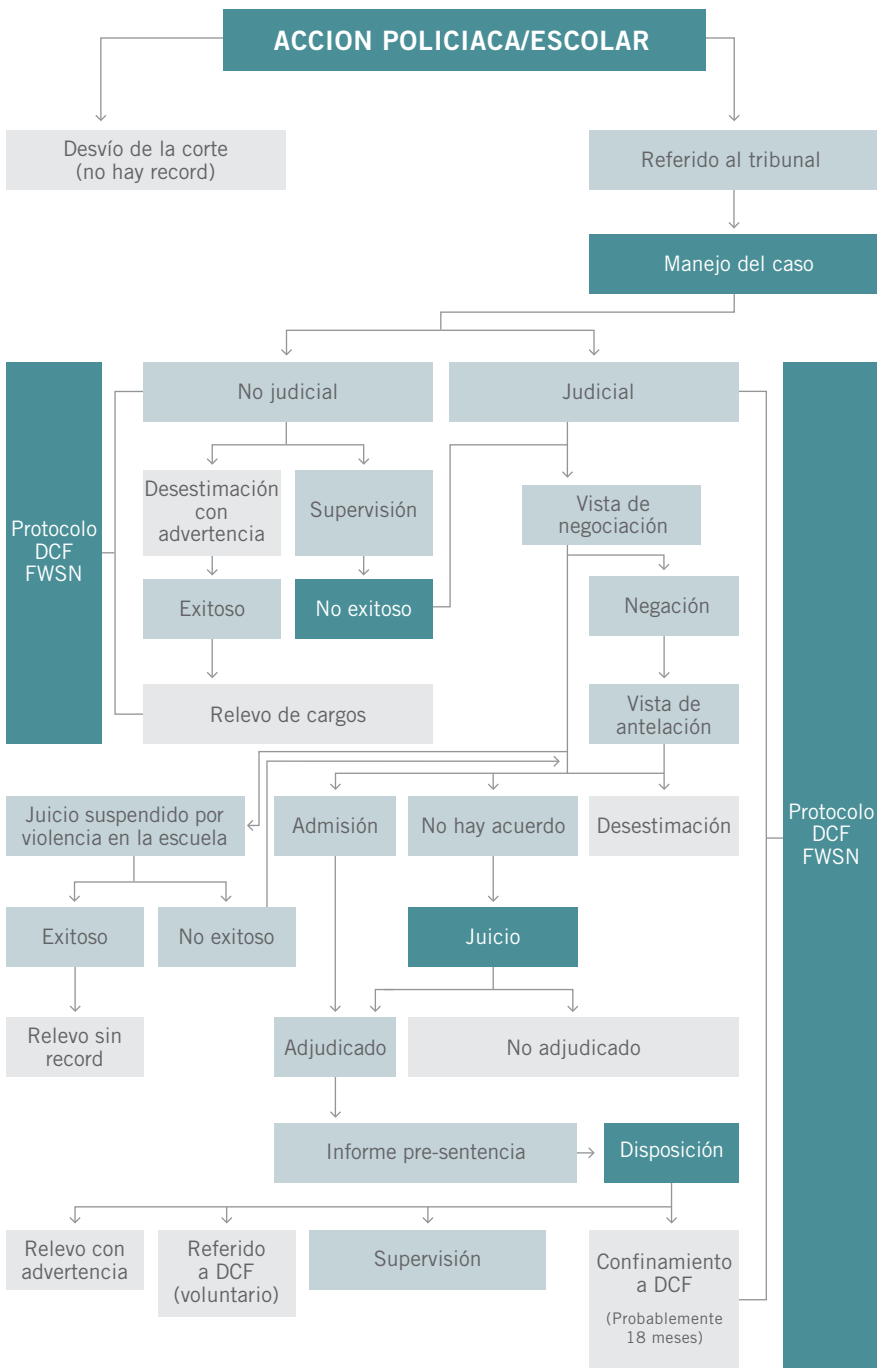 ACCION POLICIACA/ESCOLAR
Desvío de la corte
(no hay record)
Referido al tribunal
Manejo del caso
Protocolo
DCF
FWSN
No judicial
Judicial
Desestimación
con
advertencia
Supervisión
Vista de
negociación
Exitoso
No exitoso
Negación
Relevo de cargos
Vista de
antelación
Protocolo
DCF
FWSN
Juicio suspendido por
violencia en la escuela
Admisión
No hay acuerdo
Desestimación
Exitoso
No exitoso
Juicio
Relevo sin
record
Adjudicado
No adjudicado
Informe pre-sentencia
Disposición
Relevo con
advertencia
Referido
a DCF
(voluntario)
Supervisión
Confinamiento
a DCF
(Probablemente
18 meses)